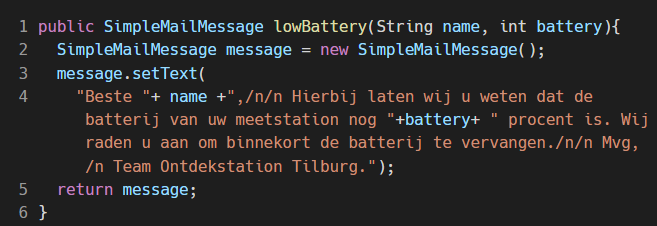 1 public SimpleMailMessage lowBattery(String name, int battery){
2 SimpleMailMessage message = new SimpleMailMessage();
3 message.setText(
4 "Beste "+ name +",/n/n Hierbij laten wij u weten dat de
batterij van uw meetstation nog "+battery+ " procent is. Wij
raden u aan om binnekort de batterij te vervangen./n/n Mvg,
/n Team Ontdekstation Tilburg.");
5 return message;
6 }